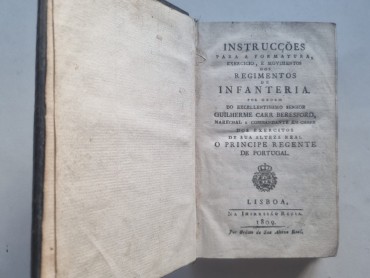 INSTRUCÇÕES
PARA A FORMATURA,
EXERCICIO, E MOVIMENTOS
DOS
REGIMENTOS
DE
INFANTERIA.
POR ORDEM
DO EXCELLENTISSIMO SENHOR
GUILHERME CARR BERESFORD,
MARECHAL E COMMANDANTE EM CHEFE
DOS EXERCITOS
DE SUA ALTEZA REAL
O PRINCIPE REGENTE
DE PORTUGAL.
LISBOA,
NA IMPRESSÃO REGIA.
1809.
Por Ordem de Sua Alteza Real.